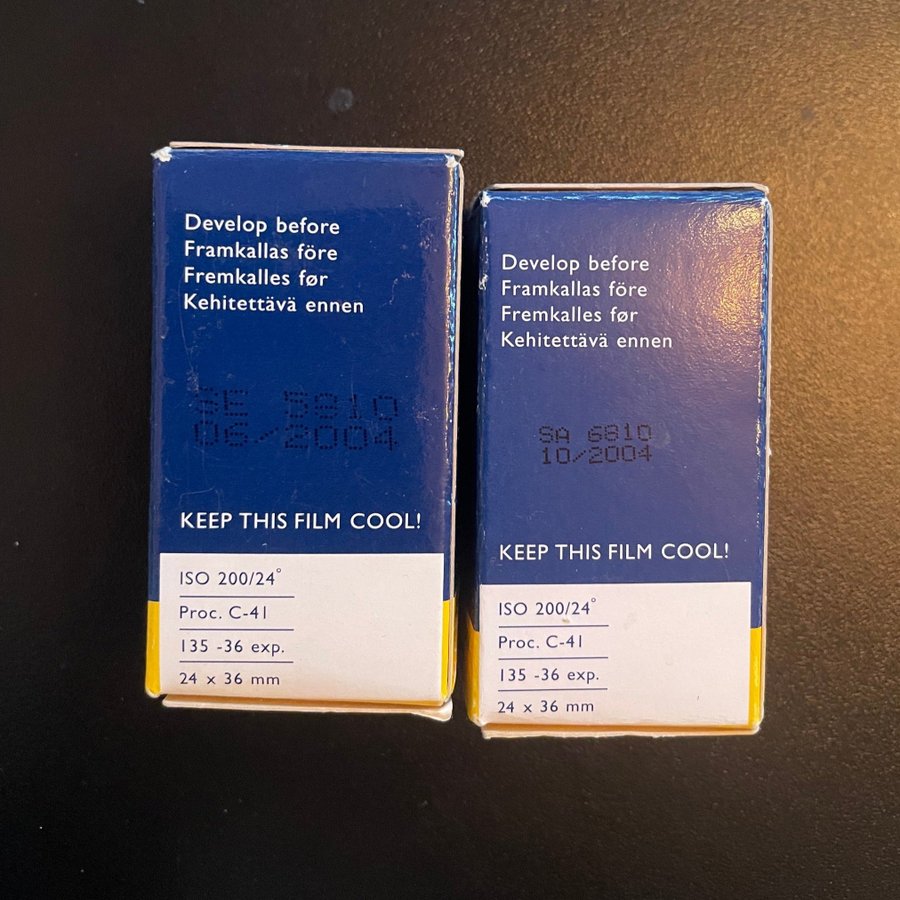 Develop before
Framkallas före
Fremkalles før
Kehitettävä ennen
SE 5810
06/2004
KEEP THIS FILM COOL!
ISO 200/24°
Proc. C-41
135 -36 exp.
24 x 36 mm
Develop before
Framkallas före
Fremkalles før
Kehitettävä ennen
SA 6810
10/2004
KEEP THIS FILM COOL!
ISO 200/24°
Proc. C-41
135 -36 exp.
24 x 36 mm